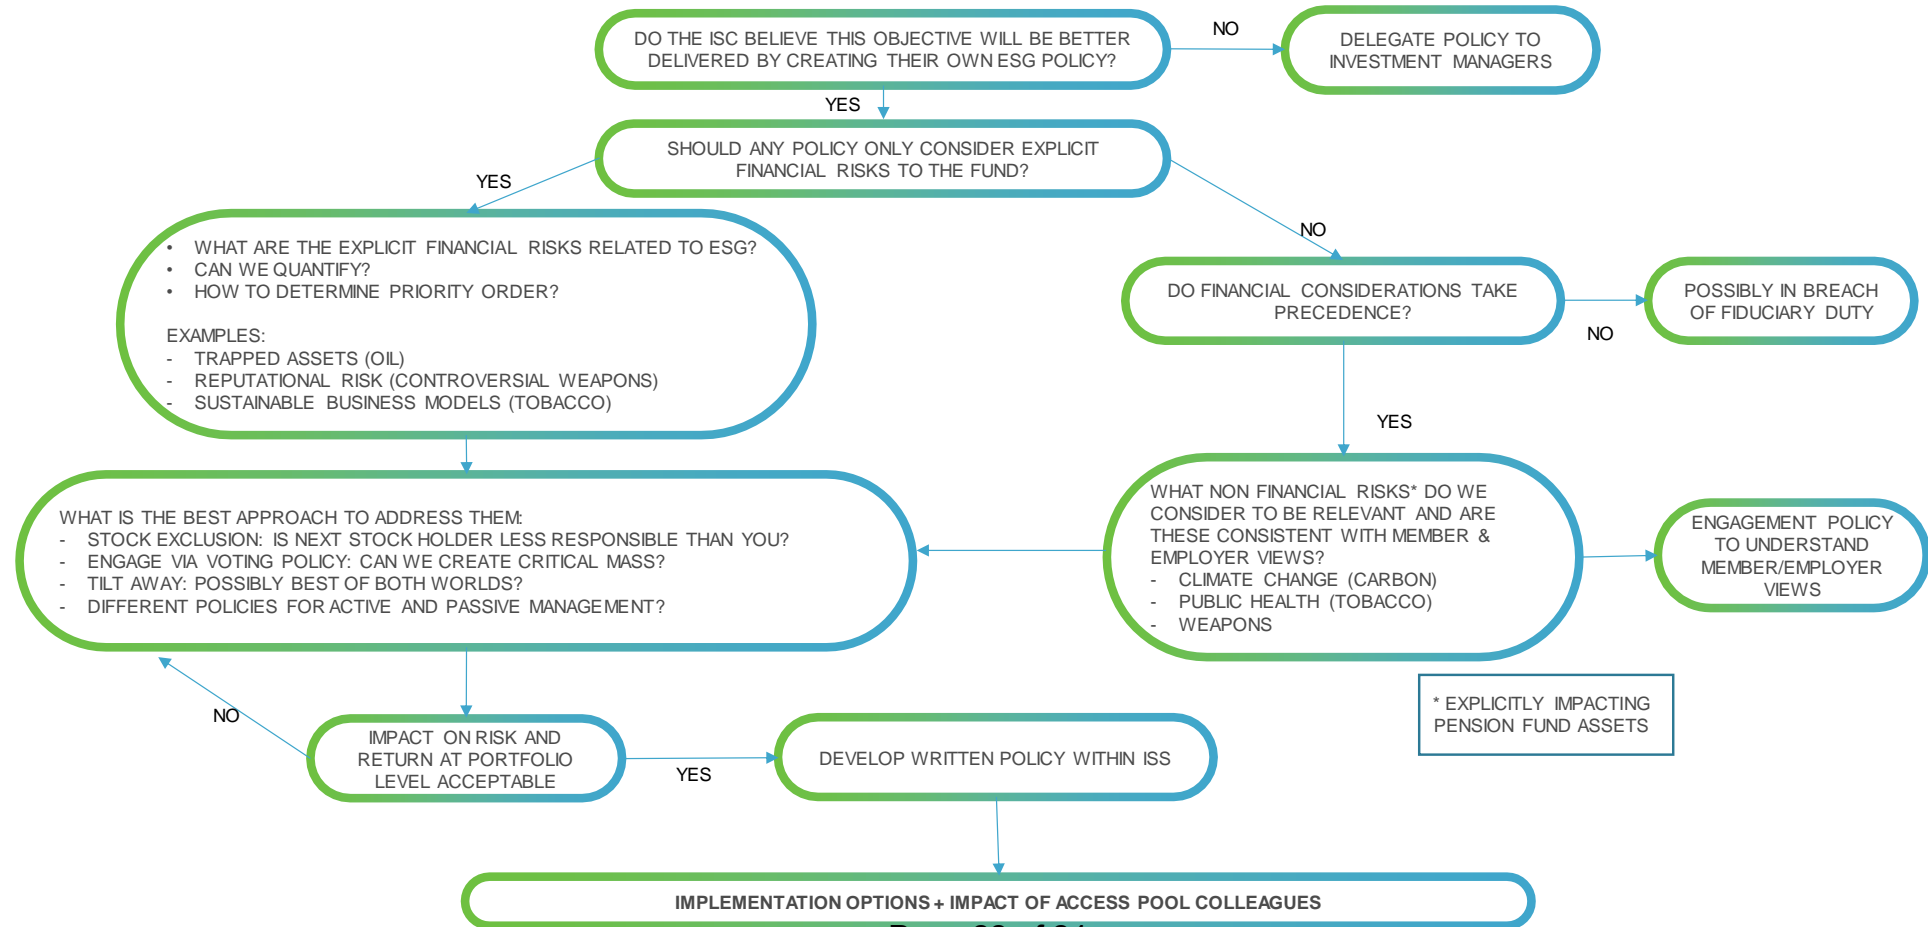 DO THE ISC BELIEVE THIS OBJECTIVE WILL BE BETTER
DELIVERED BY CREATING THEIR OWN ESG POLICY?
NO
DELEGATE POLICY TO
INVESTMENT MANAGERS
YES
SHOULD ANY POLICY ONLY CONSIDER EXPLICIT
FINANCIAL RISKS TO THE FUND?
YES
NO
• WHAT ARE THE EXPLICIT FINANCIAL RISKS RELATED TO ESG?
• CAN WE QUANTIFY?
• HOW TO DETERMINE PRIORITY ORDER?
EXAMPLES:
- TRAPPED ASSETS (OIL)
- REPUTATIONAL RISK (CONTROVERSIAL WEAPONS)
- SUSTAINABLE BUSINESS MODELS (TOBACCO)
DO FINANCIAL CONSIDERATIONS TAKE
PRECEDENCE?
NO
POSSIBLY IN BREACH
OF FIDUCIARY DUTY
YES
WHAT IS THE BEST APPROACH TO ADDRESS THEM:
- STOCK EXCLUSION: IS NEXT STOCK HOLDER LESS RESPONSIBLE THAN YOU?
- ENGAGE VIA VOTING POLICY: CAN WE CREATE CRITICAL MASS?
- TILT AWAY: POSSIBLY BEST OF BOTH WORLDS?
- DIFFERENT POLICIES FOR ACTIVE AND PASSIVE MANAGEMENT?
WHAT NON FINANCIAL RISKS* DO WE
CONSIDER TO BE RELEVANT AND ARE
THESE CONSISTENT WITH MEMBER &
EMPLOYER VIEWS?
- CLIMATE CHANGE (CARBON)
- PUBLIC HEALTH (TOBACCO)
- WEAPONS
ENGAGEMENT POLICY
TO UNDERSTAND
MEMBER/EMPLOYER
VIEWS
* EXPLICITLY IMPACTING
PENSION FUND ASSETS
NO
IMPACT ON RISK AND
RETURN AT PORTFOLIO
LEVEL ACCEPTABLE
YES
DEVELOP WRITTEN POLICY WITHIN ISS
IMPLEMENTATION OPTIONS + IMPACT OF ACCESS POOL COLLEAGUES